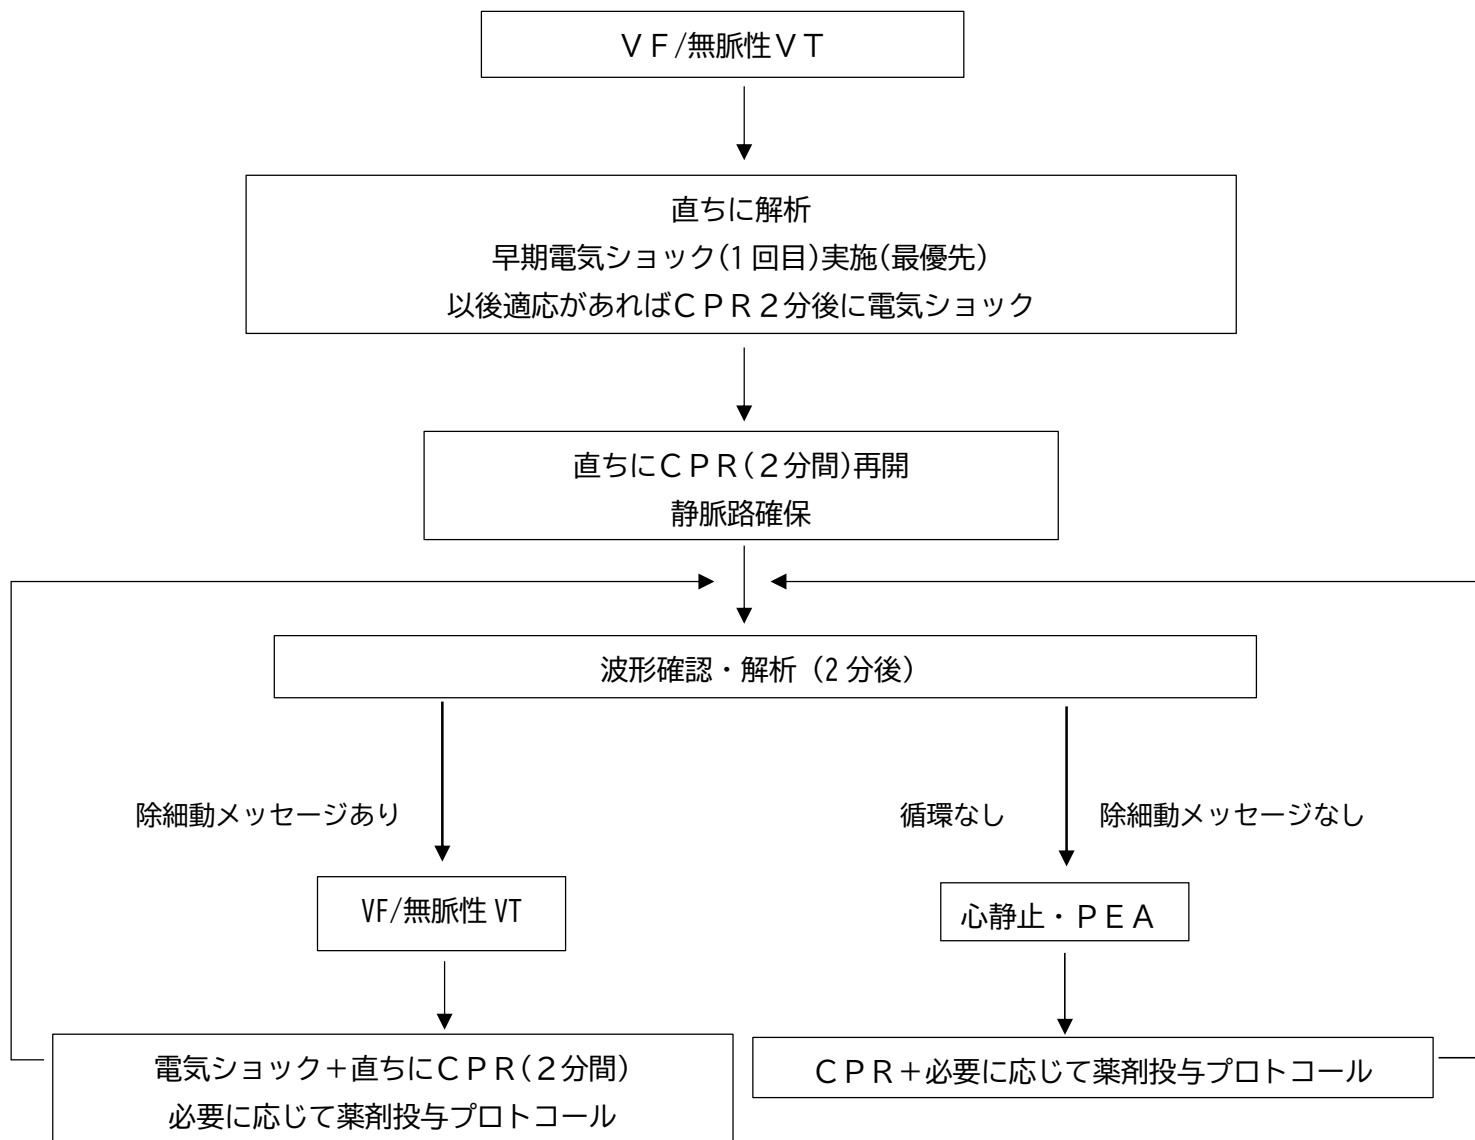 ＶＦ/無脈性ＶＴ
直ちに解析
早期電気ショック(1回目)実施(最優先)
以後適応があればＣＰＲ２分後に電気ショック
直ちにＣＰＲ(２分間)再開
静脈路確保
波形確認・解析（2分後）
除細動メッセージあり
循環なし
除細動メッセージなし
VF/無脈性 VT
心静止・ＰＥＡ
電気ショック＋直ちにＣＰＲ(２分間)
必要に応じて薬剤投与プロトコール
ＣＰＲ＋必要に応じて薬剤投与プロトコール